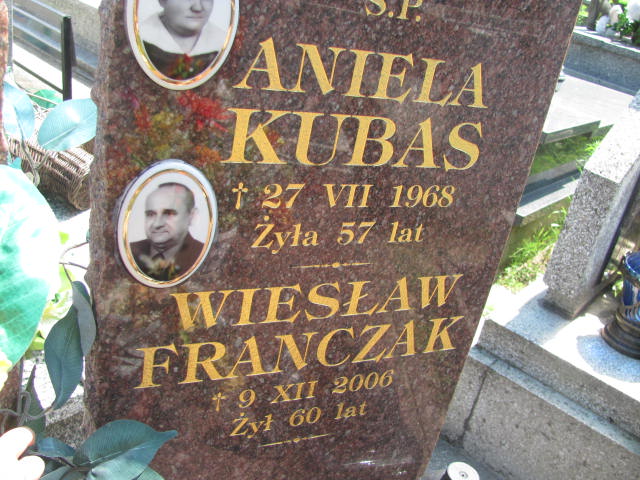 Ś.P.
ANIELA
KUBAS
† 27 VII 1968
Żyła 57 lat
WIESŁAW
FRANCZAK
† 9 XII 2006
Żył 60 lat